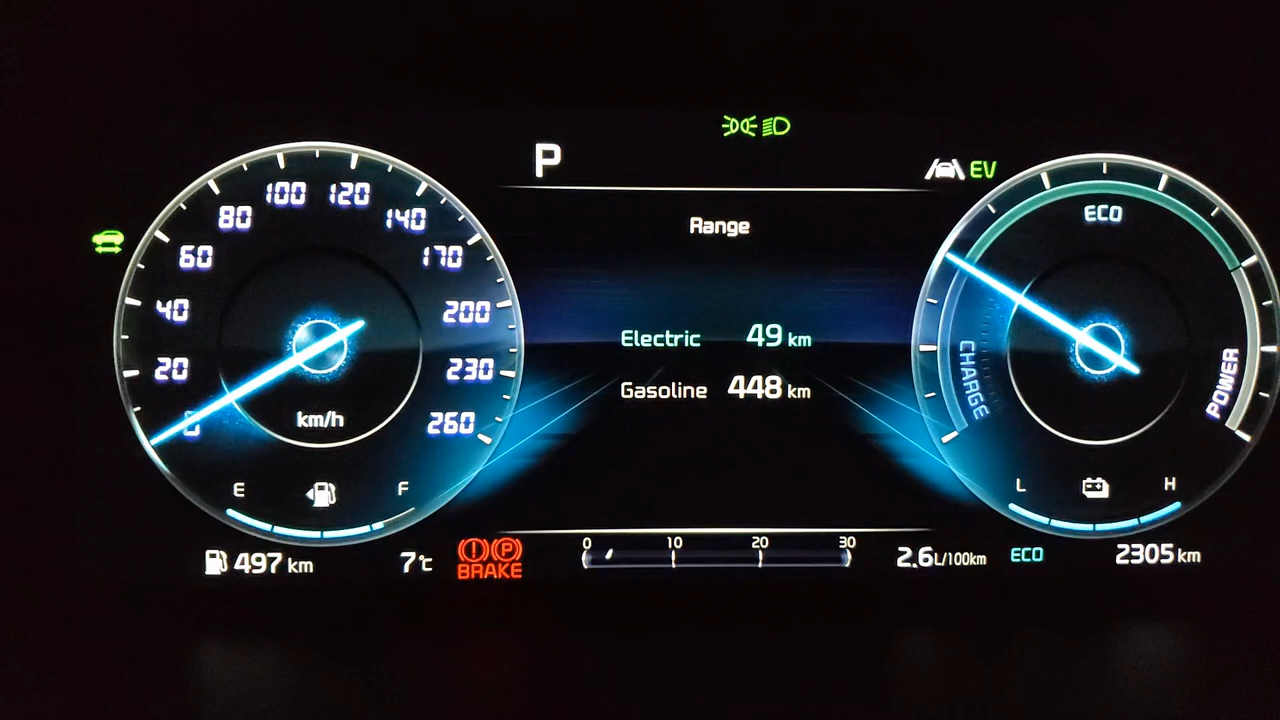 P
EV
Range
Electric 49 km
Gasoline 448 km
100 120
80 140
60 170
40 200
20 230
0 260
km/h
E F
ECO
CHARGE
POWER
L H
497 km
7°C
P
BRAKE
0 10 20 30
2.6L/100km
ECO
2305 km